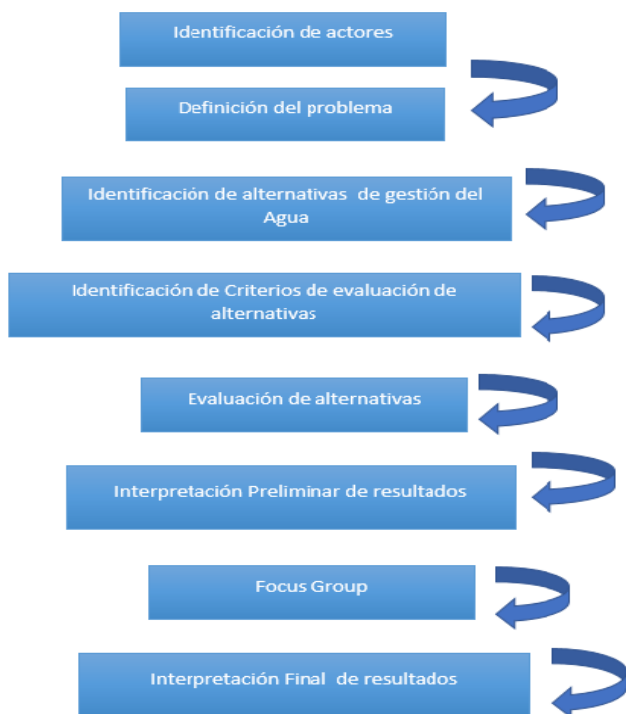 Identificación de actores
Definición del problema
Identificación de alternativas de gestión del
Agua
Identificación de Criterios de evaluación de
alternativas
Evaluación de alternativas
Interpretación Preliminar de resultados
Focus Group
Interpretación Final de resultados